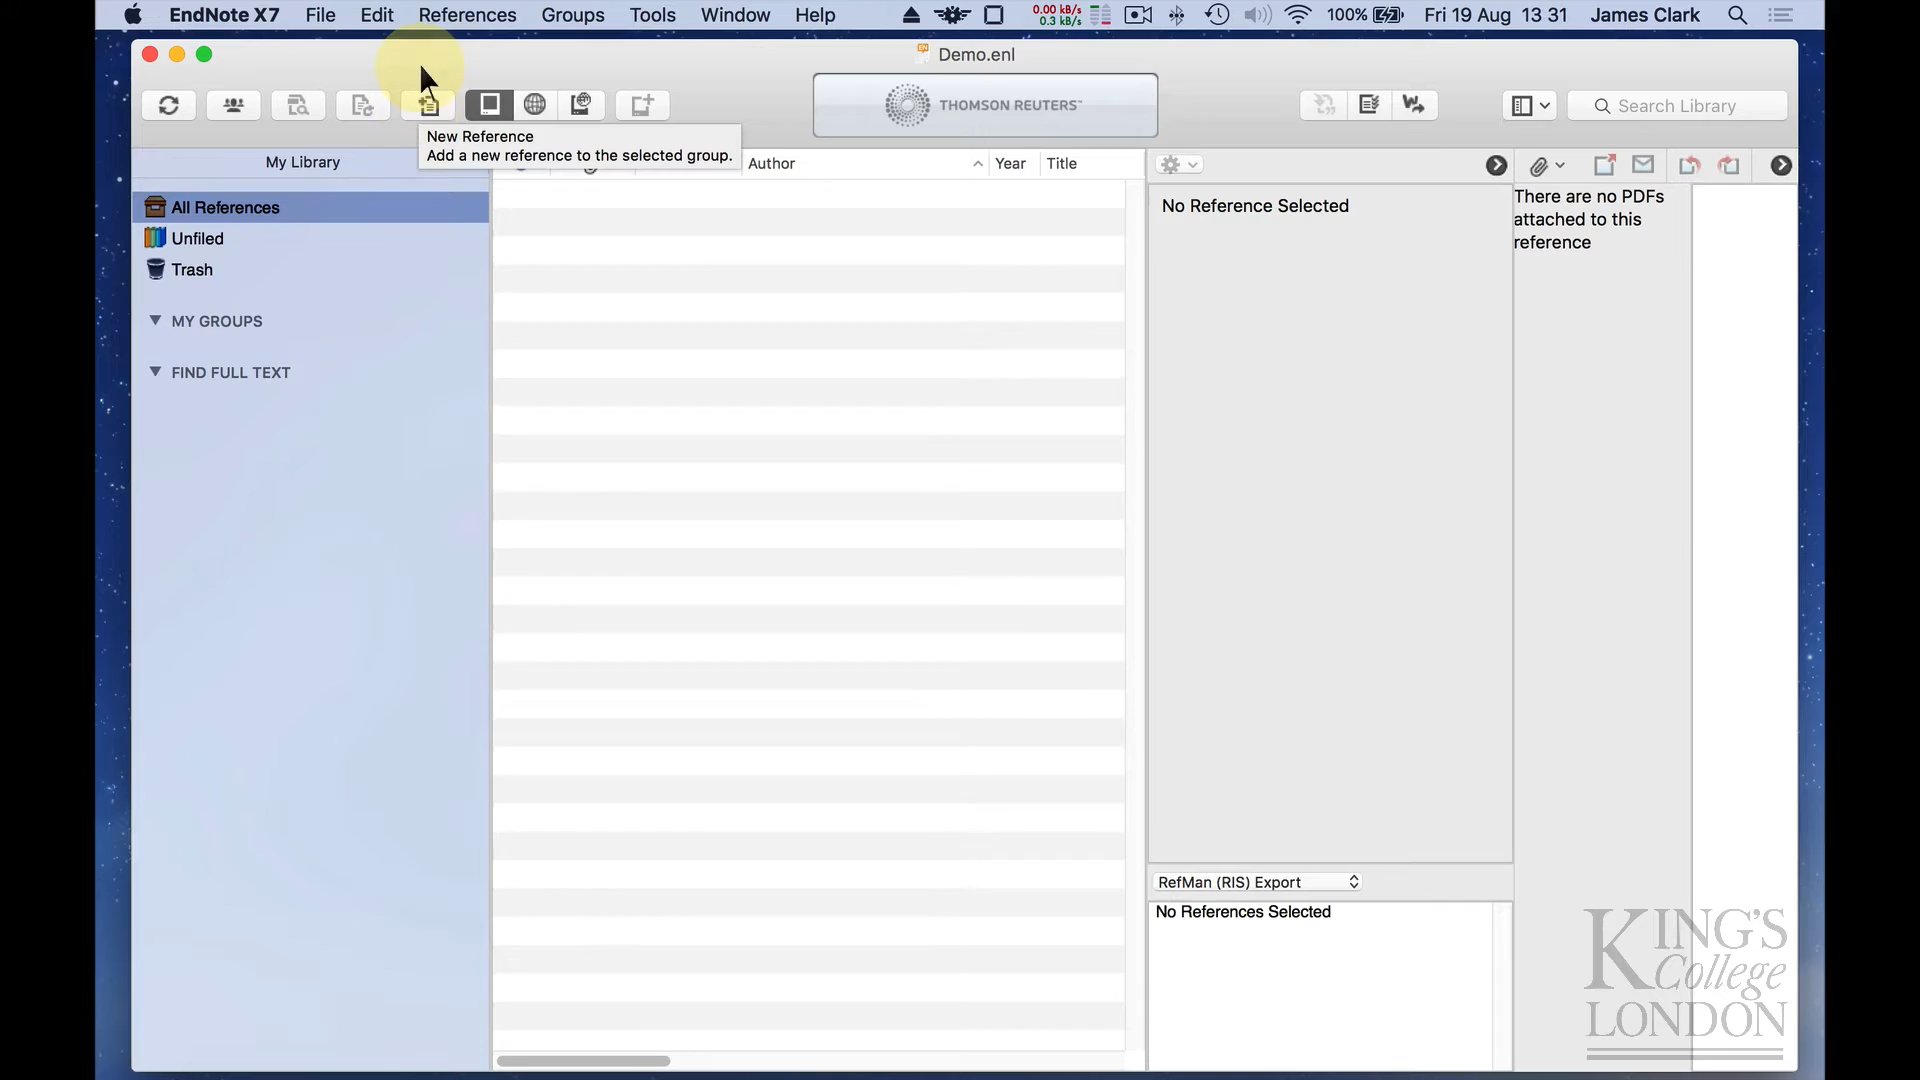 EndNote X7 File Edit References Groups Tools Window Help 0.00 kB/s 0.3 kB/s 100% Fri 19 Aug 13 31 James Clark
Demo.enl
THOMSON REUTERS™
Search Library
New Reference
Add a new reference to the selected group.
My Library
Author Year Title
All References
Unfiled
Trash
MY GROUPS
FIND FULL TEXT
No Reference Selected
There are no PDFs
attached to this
reference
RefMan (RIS) Export
No References Selected
KING'S
College
LONDON